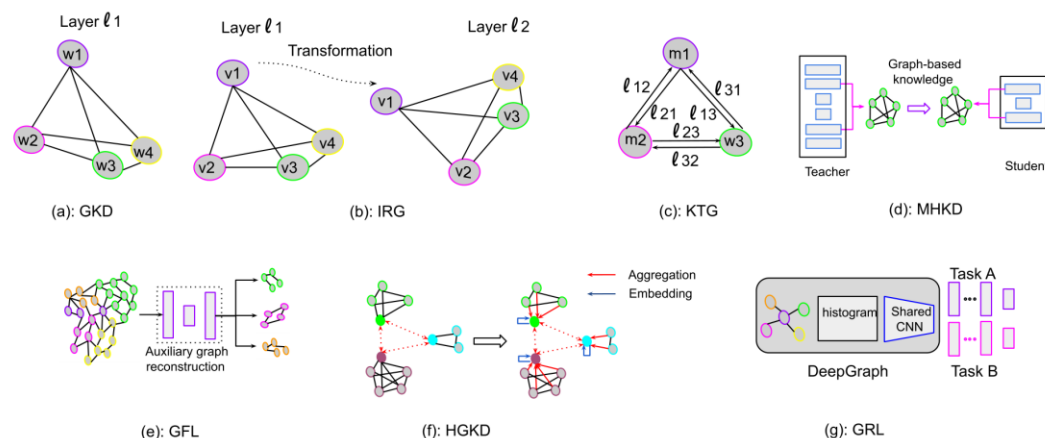 Layer ℓ1
w1
w2
w3
w4
(a): GKD
Layer ℓ1
Transformation
Layer ℓ2
v1
v2
v3
v4
v1
v4
v3
v2
(b): IRG
m1
ℓ12
ℓ31
ℓ21
ℓ13
m2
ℓ23
w3
ℓ32
(c): KTG
Graph-based
knowledge
Teacher
Studen
(d): MHKD
Auxiliary graph
reconstruction
(e): GFL
Aggregation
Embedding
(f): HGKD
histogram
Shared
CNN
DeepGraph
Task A
Task B
(g): GRL